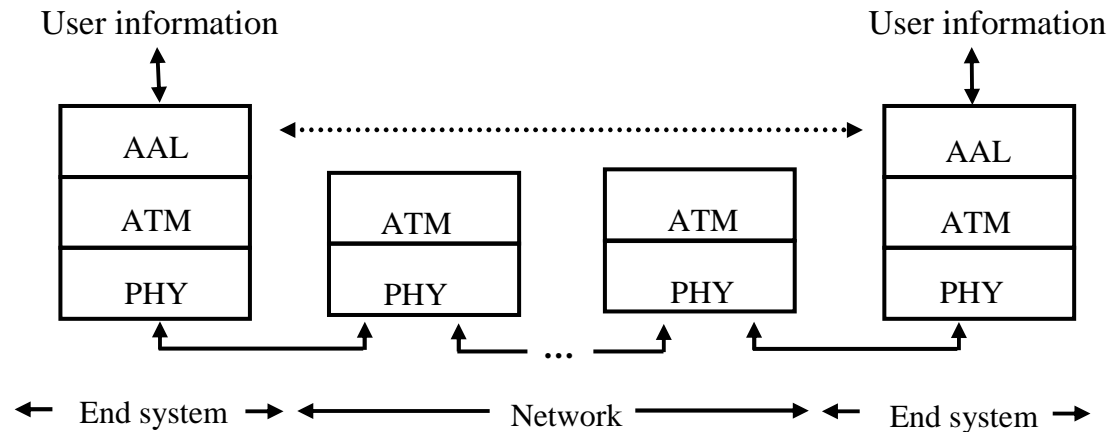 User information
User information
AAL
AAL
ATM
ATM
ATM
ATM
PHY
PHY
PHY
PHY
...
End system
Network
End system